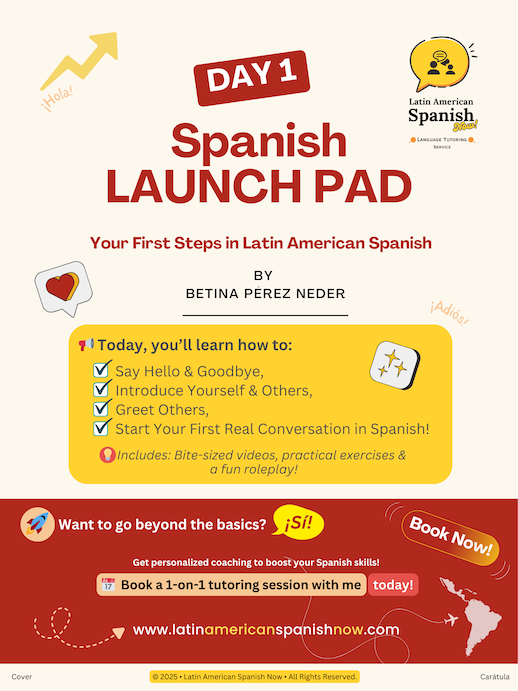 ¡Hola!
DAY 1
Latin American
Spanish
Now!
LANGUAGE TUTORING
SERVICE
Spanish
LAUNCH PAD
Your First Steps in Latin American Spanish
BY
BETINA PÉREZ NEDER
¡Adiós!
Today, you'll learn how to:
Say Hello & Goodbye,
Introduce Yourself & Others,
Greet Others,
Start Your First Real Conversation in Spanish!
Includes: Bite-sized videos, practical exercises &
a fun roleplay!
Want to go beyond the basics? ¡Sí!
Book Now!
Get personalized coaching to boost your Spanish skills!
17 Book a 1-on-1 tutoring session with me today!
www.latinamericanspanishnow.com
Cover
© 2025 • Latin American Spanish Now • All Rights Reserved.
Carátula